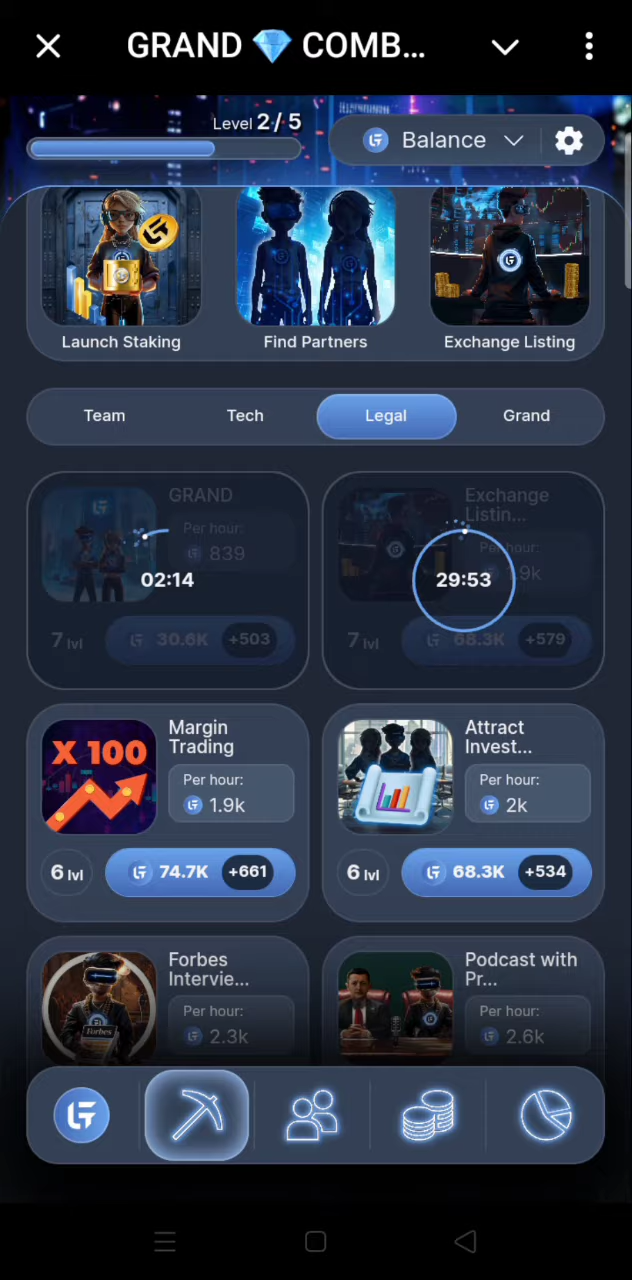 GRAND 💎 COMB...
Level 2 / 5
Balance
Launch Staking
Find Partners
Exchange Listing
Team
Tech
Legal
Grand
GRAND
Per hour:
839
02:14
7 lvl
30.6K
+503
Exchange
Listin...
Per hour:
1.9k
29:53
7 lvl
68.3K
+579
X 100
Margin
Trading
Per hour:
1.9k
6 lvl
74.7K
+661
Attract
Invest...
Per hour:
2k
6 lvl
68.3K
+534
Forbes
Forbes
Intervie...
Per hour:
2.3k
Podcast with
Pr...
Per hour:
2.6k